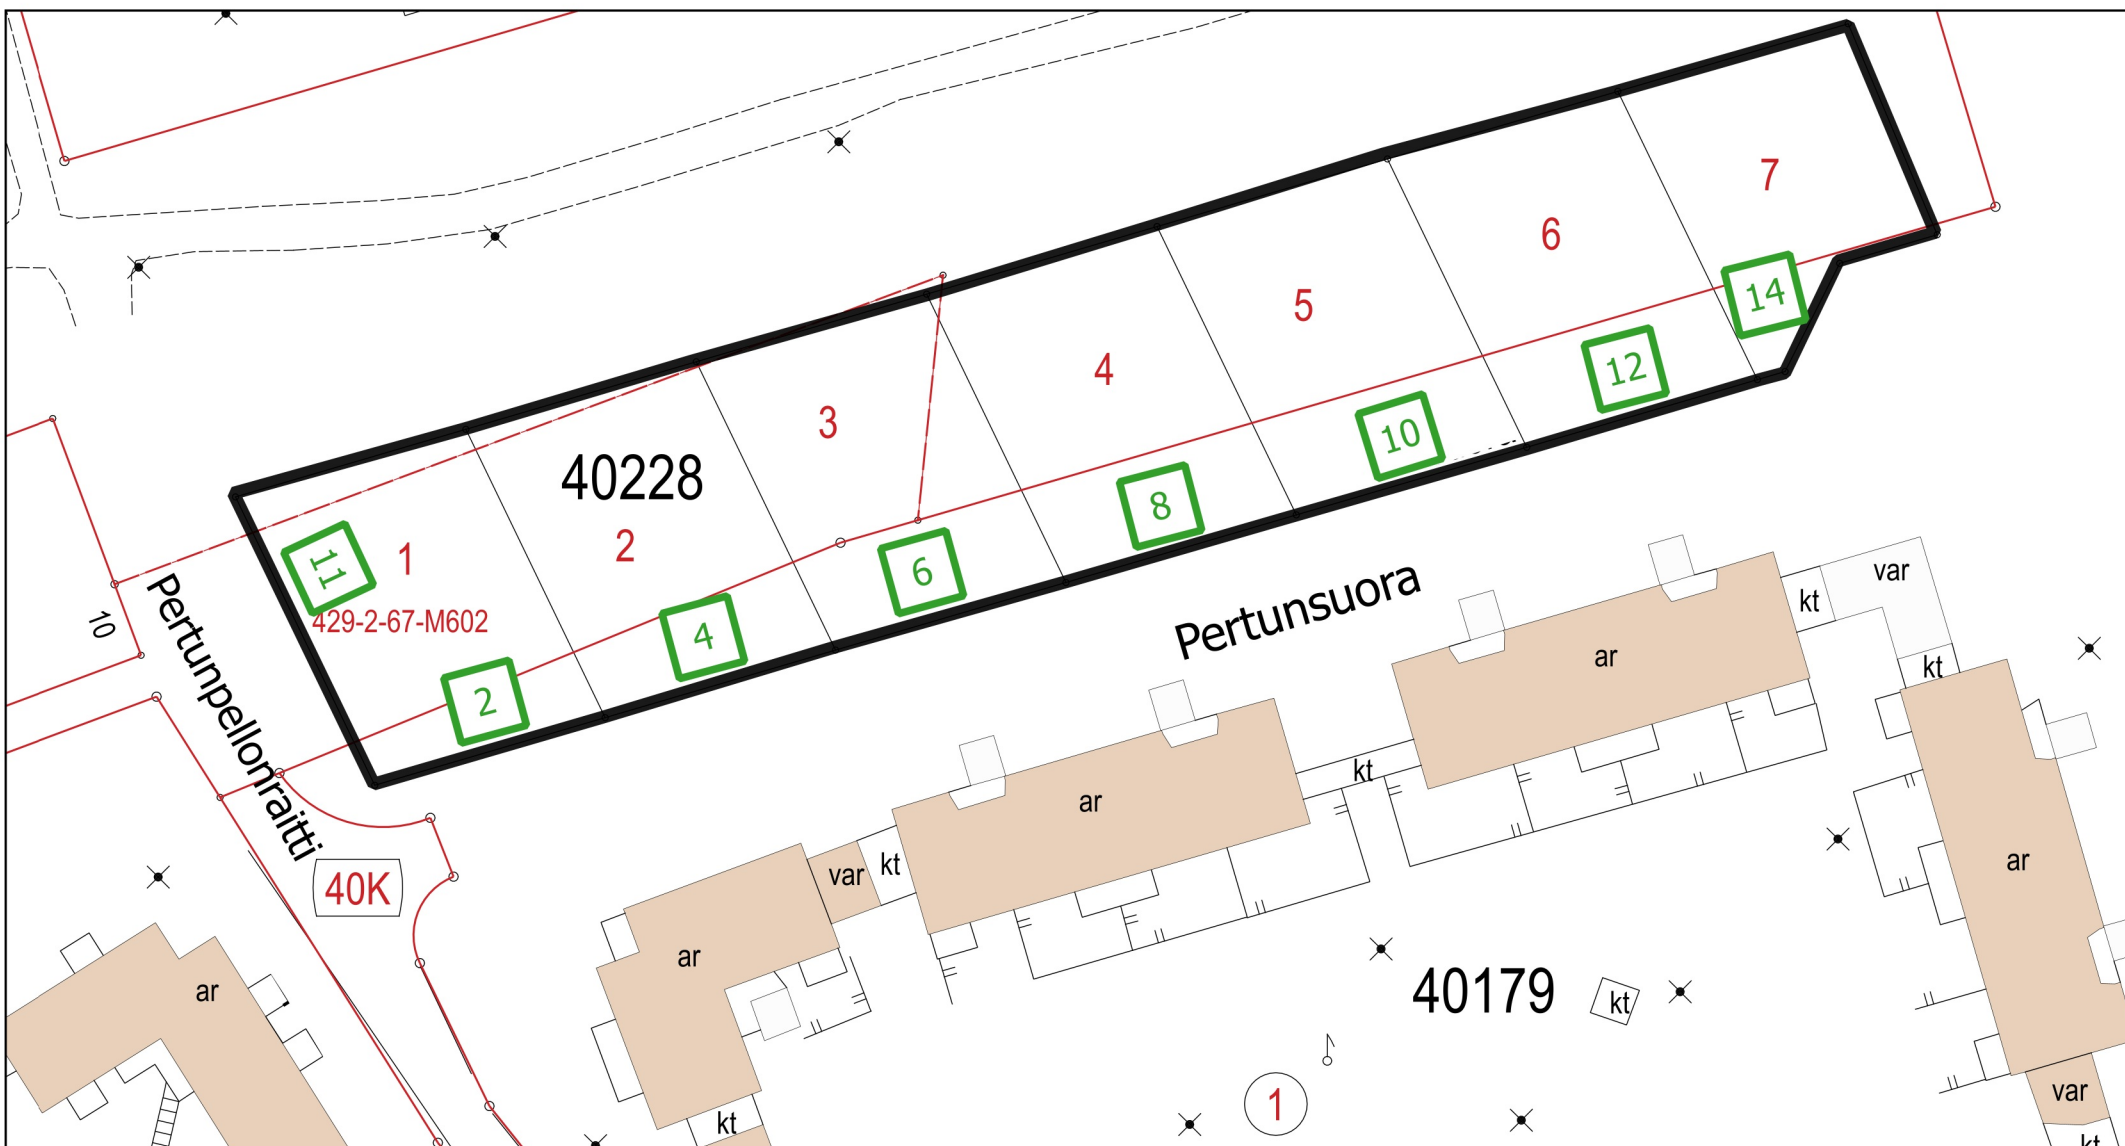 7
6
14
5
12
4
10
3
40228
8
2
6
11
1
429-2-67-M602
4
2
10
Pertunpellonraitti
Pertunsuora
40K
ar
kt
var
kt
ar
kt
ar
var
kt
ar
ar
ar
40179
kt
1
kt
var
kt